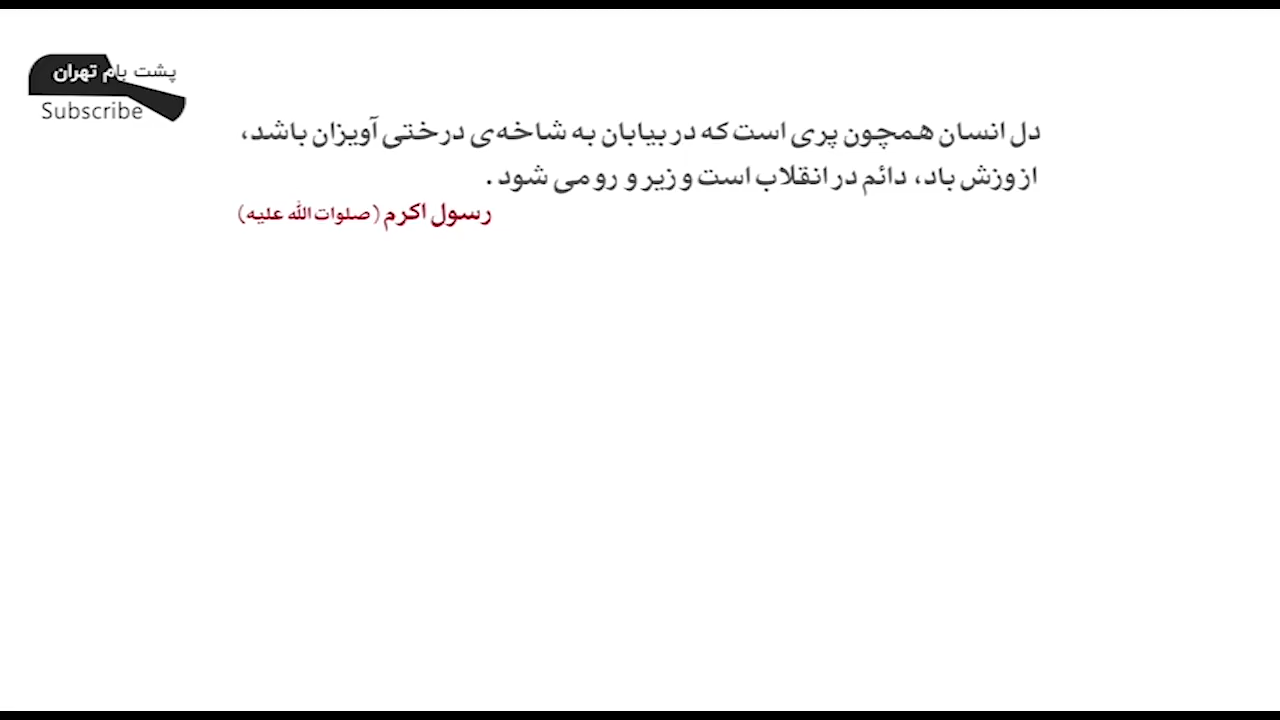 پشت بام تهران
Subscribe
دل انسان همچون پری است که در بیابان به شاخه‌ی درختی آویزان باشد،
از وزش باد، دائم در انقلاب است و زیر و رو می شود .
رسول اکرم (صلوات الله علیه)